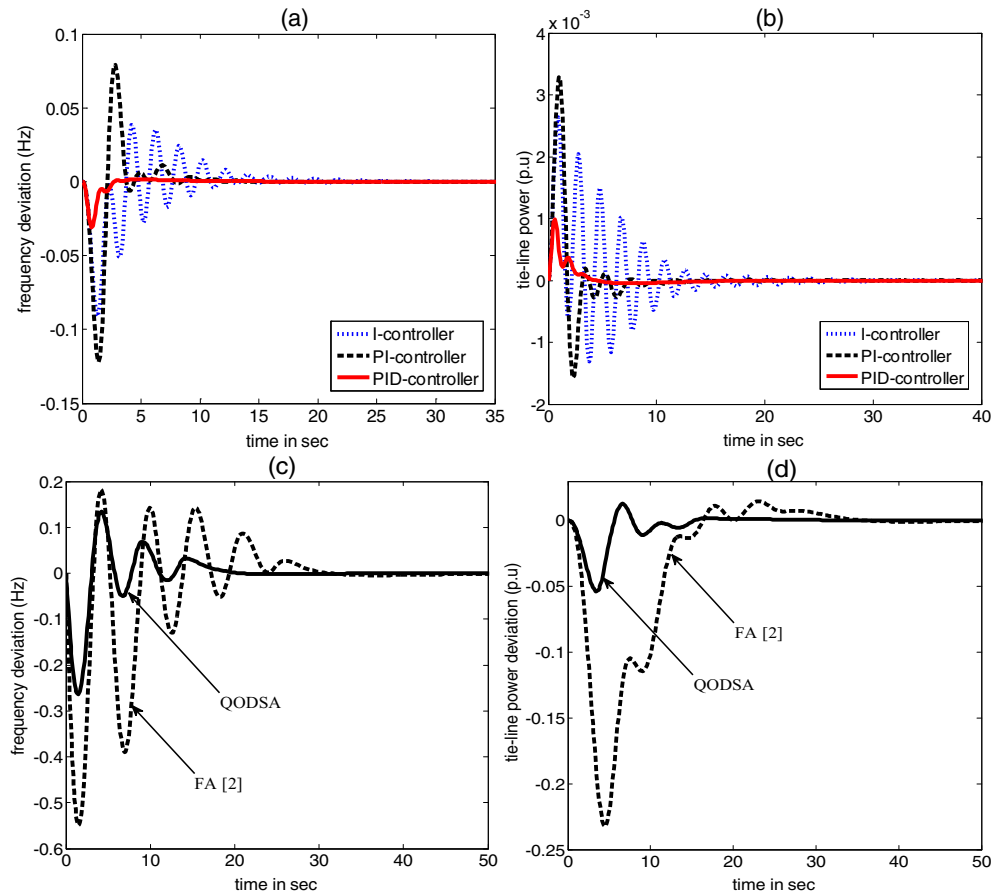 (a)
frequency deviation (Hz)
0.1
0.05
0
-0.05
-0.1
-0.15
0
5
10
15
20
25
30
35
time in sec
I-controller
PI-controller
PID-controller
(b)
x 10⁻³
tie-line power (p.u)
4
3
2
1
0
-1
-2
0
10
20
30
40
time in sec
I-controller
PI-controller
PID-controller
(c)
frequency deviation (Hz)
0.2
0.1
0
-0.1
-0.2
-0.3
-0.4
-0.5
-0.6
0
10
20
30
40
50
time in sec
QODSA
FA [2]
(d)
tie-line power deviation (p.u)
0
-0.05
-0.1
-0.15
-0.2
-0.25
0
10
20
30
40
50
time in sec
FA [2]
QODSA